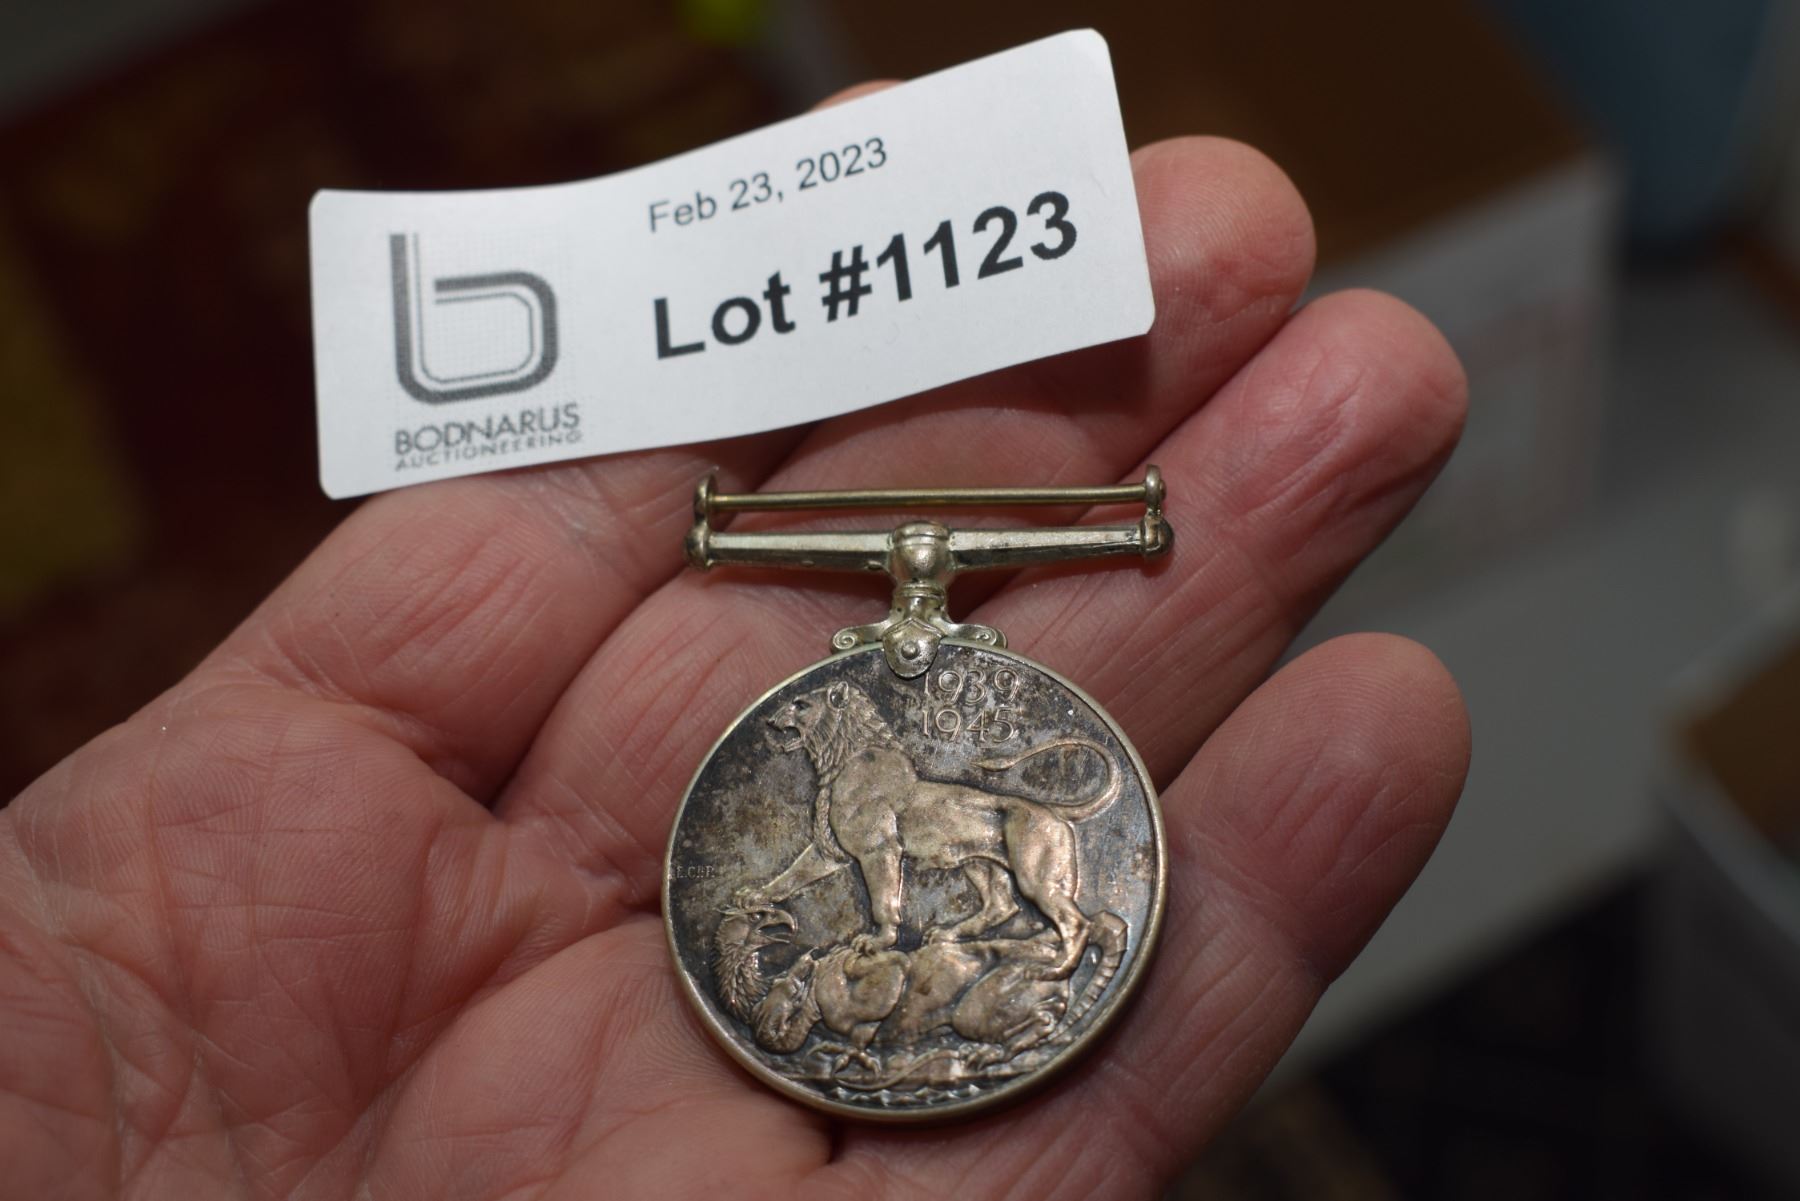 Feb 23, 2023
Lot #1123
BODNARUS
AUCTIONEERING
1939
1945